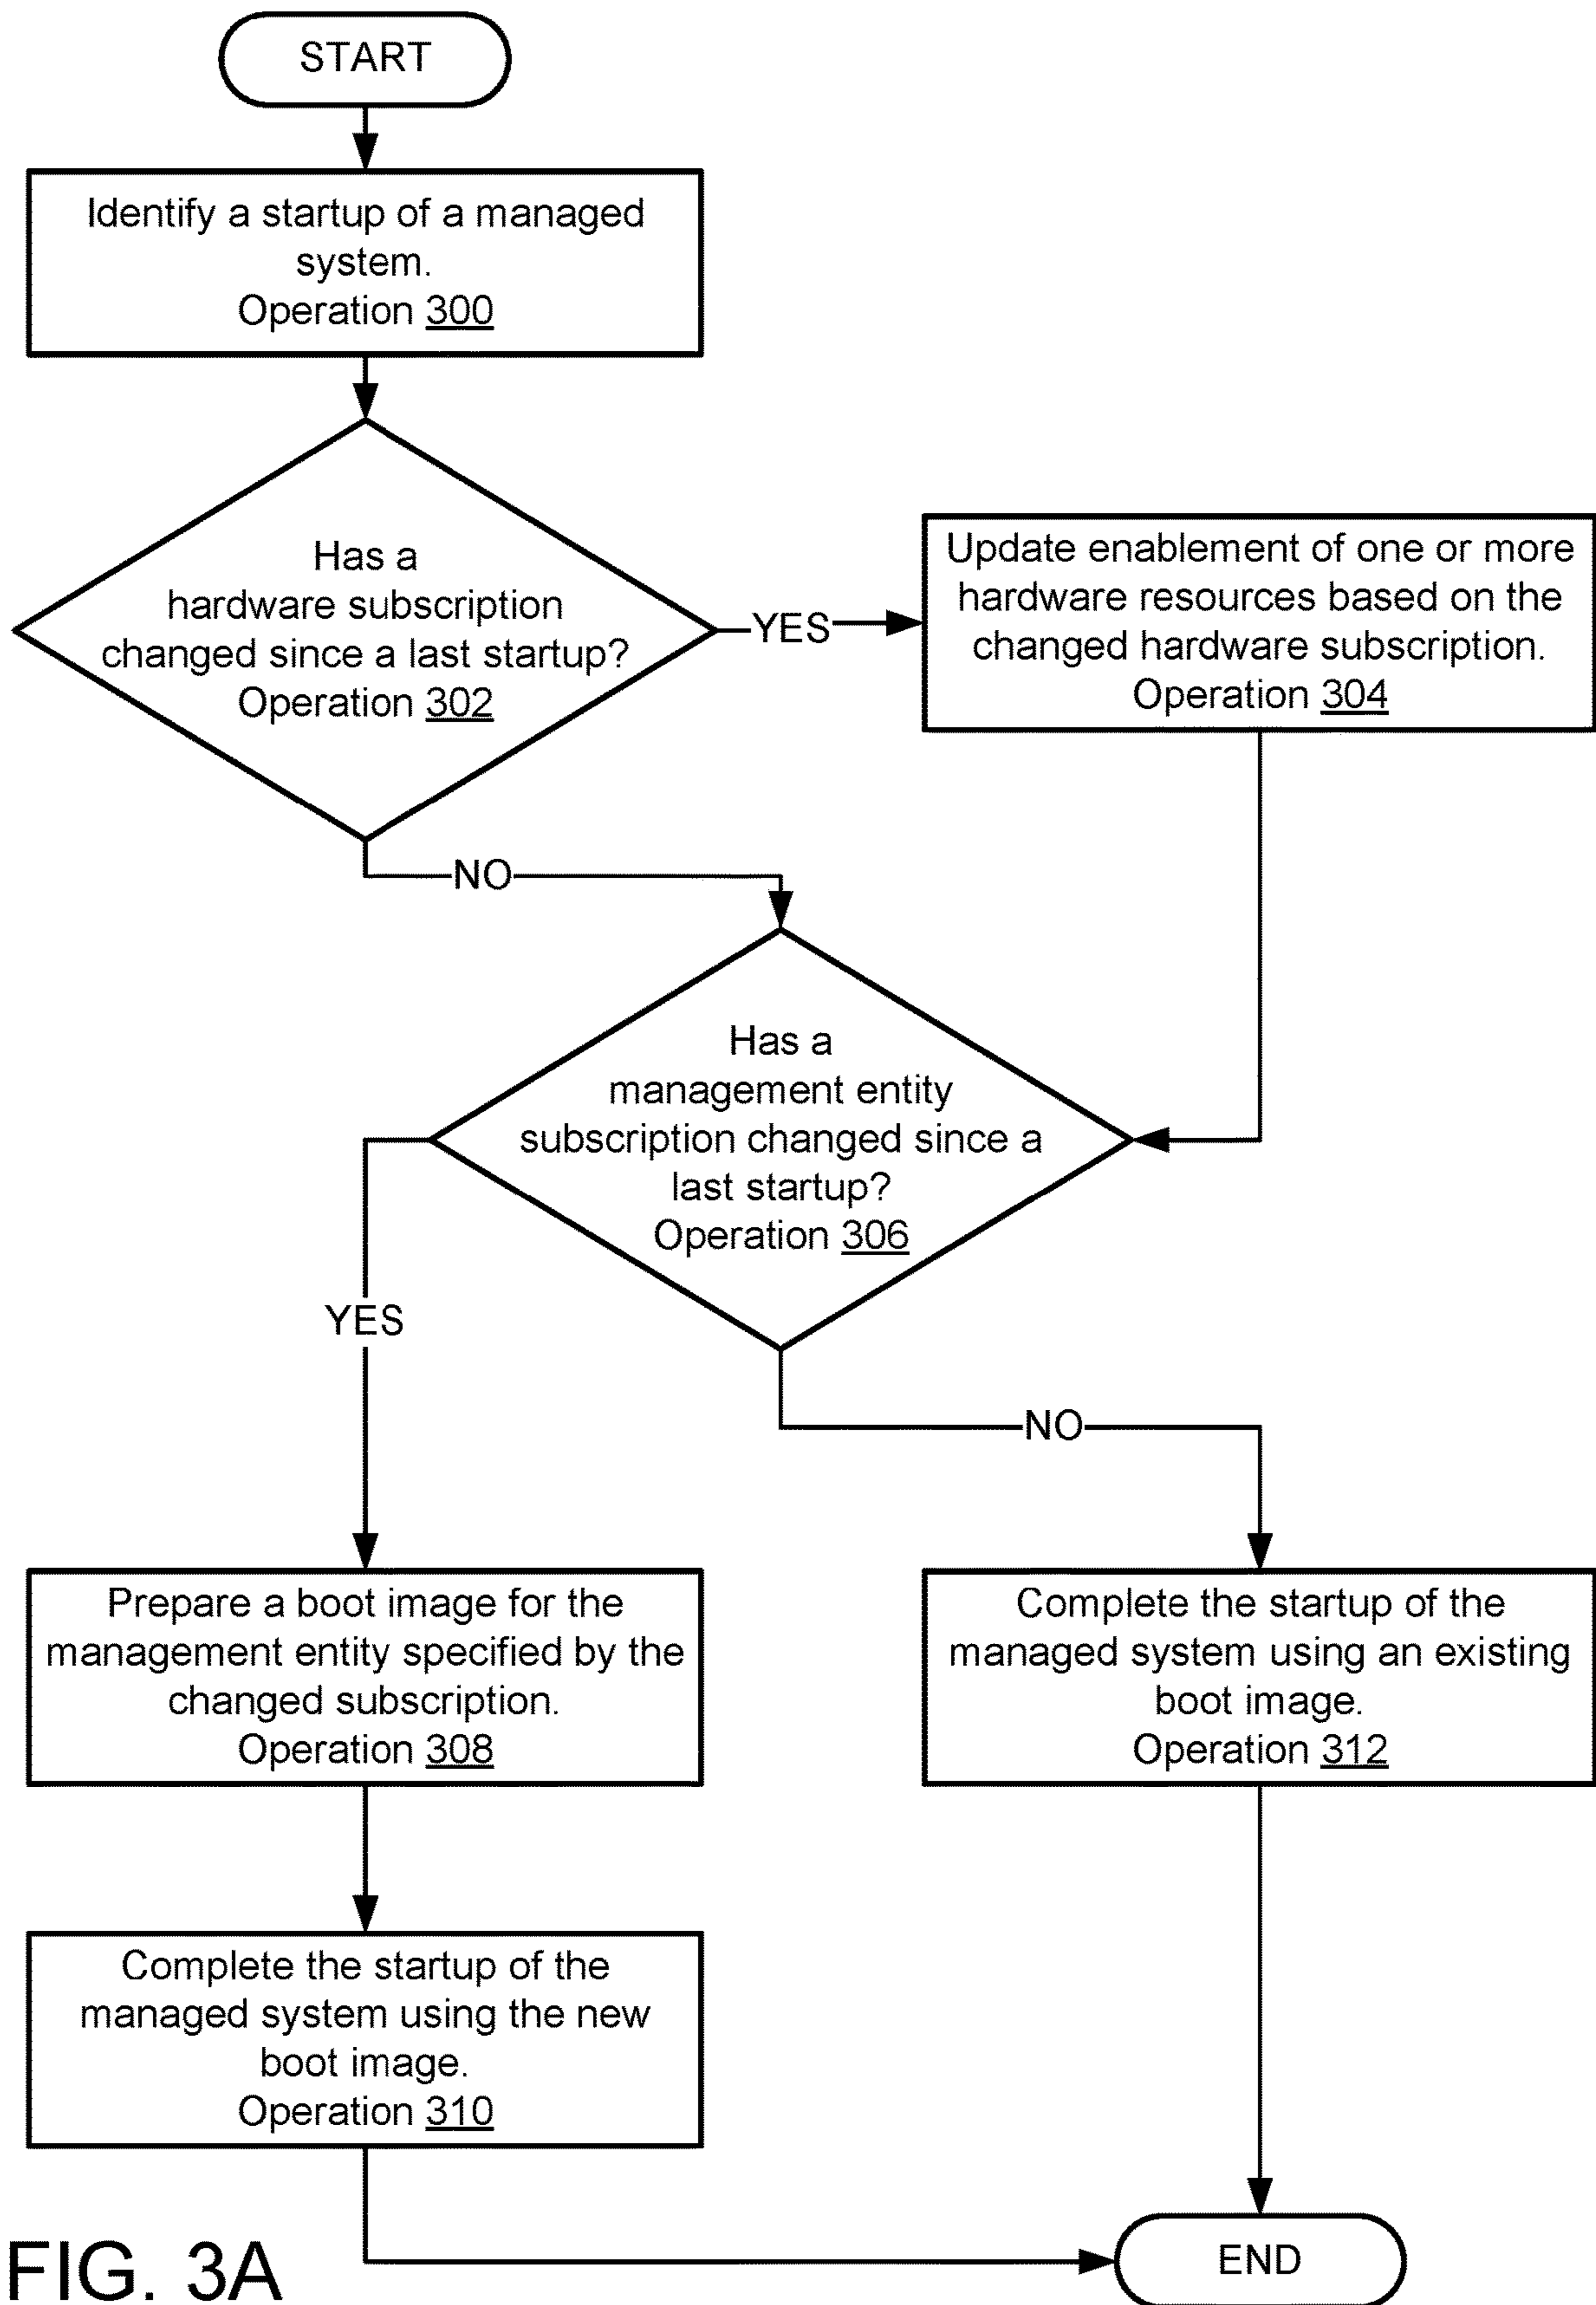 START
Identify a startup of a managed
system.
Operation 300
Has a
hardware subscription
changed since a last startup?
Operation 302
YES
Update enablement of one or more
hardware resources based on the
changed hardware subscription.
Operation 304
NO
Has a
management entity
subscription changed since a
last startup?
Operation 306
YES
NO
Prepare a boot image for the
management entity specified by the
changed subscription.
Operation 308
Complete the startup of the
managed system using an existing
boot image.
Operation 312
Complete the startup of the
managed system using the new
boot image.
Operation 310
END
FIG. 3A